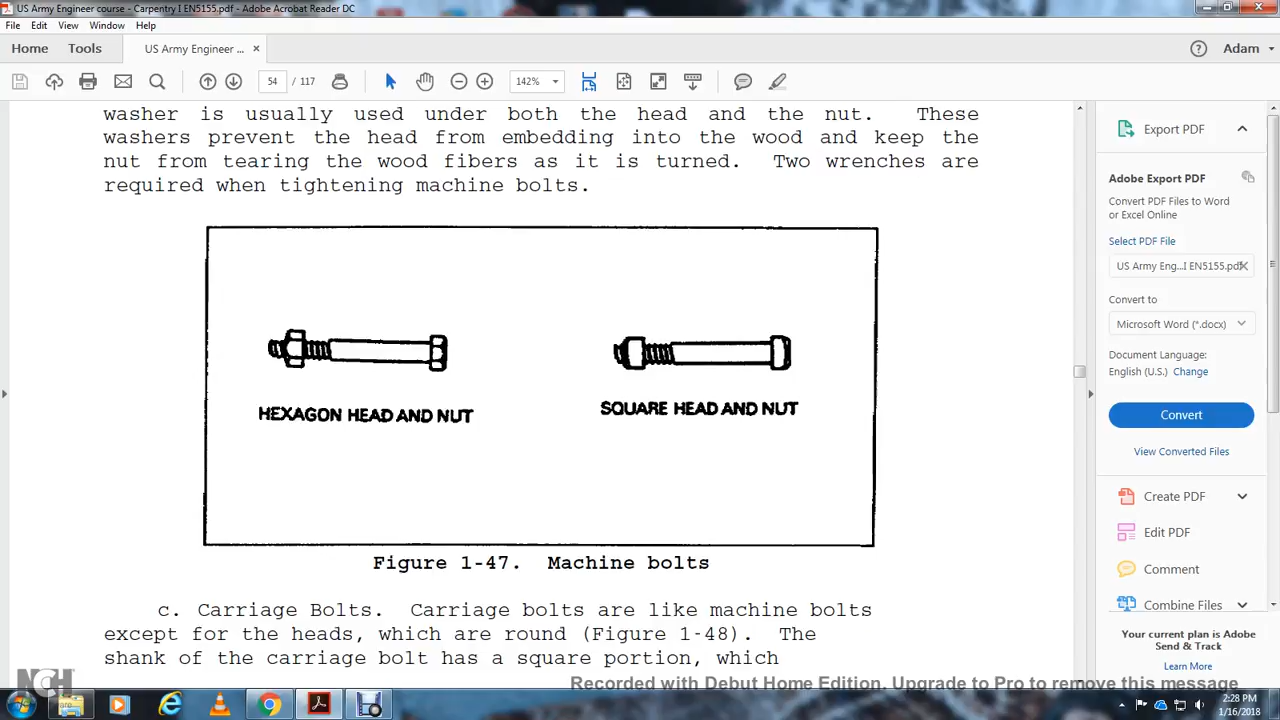 US Army Engineer course - Carpentry I EN5155.pdf - Adobe Acrobat Reader DC
File Edit View Window Help
Home Tools US Army Engineer ... × Adam
54 / 117 142%
washer is usually used under both the head and the nut. These
washers prevent the head from embedding into the wood and keep the
nut from tearing the wood fibers as it is turned. Two wrenches are
required when tightening machine bolts.
HEXAGON HEAD AND NUT
SQUARE HEAD AND NUT
Figure 1-47. Machine bolts
c. Carriage Bolts. Carriage bolts are like machine bolts
except for the heads, which are round (Figure 1-48). The
shank of the carriage bolt has a square portion, which
Export PDF
Adobe Export PDF
Convert PDF Files to Word
or Excel Online
Select PDF File
US Army Eng...I EN5155.pdf
Convert to
Microsoft Word (*.docx)
Document Language:
English (U.S.) Change
Convert
View Converted Files
Create PDF
Edit PDF
Comment
Combine Files
Your current plan is Adobe
Send & Track
Learn More
NCH
Recorded with Debut Home Edition. Upgrade to Pro to remove this message
2:28 PM
1/16/2018